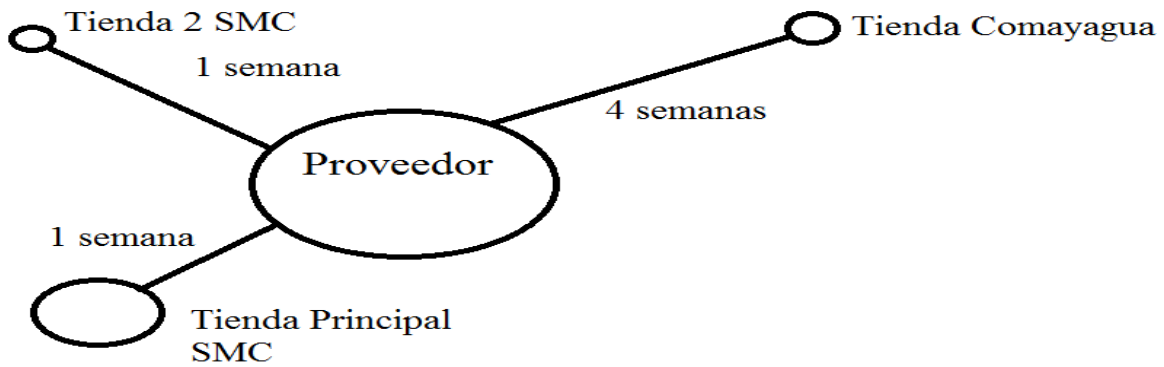 Tienda 2 SMC
Tienda Comayagua
1 semana
4 semanas
Proveedor
1 semana
Tienda Principal
SMC